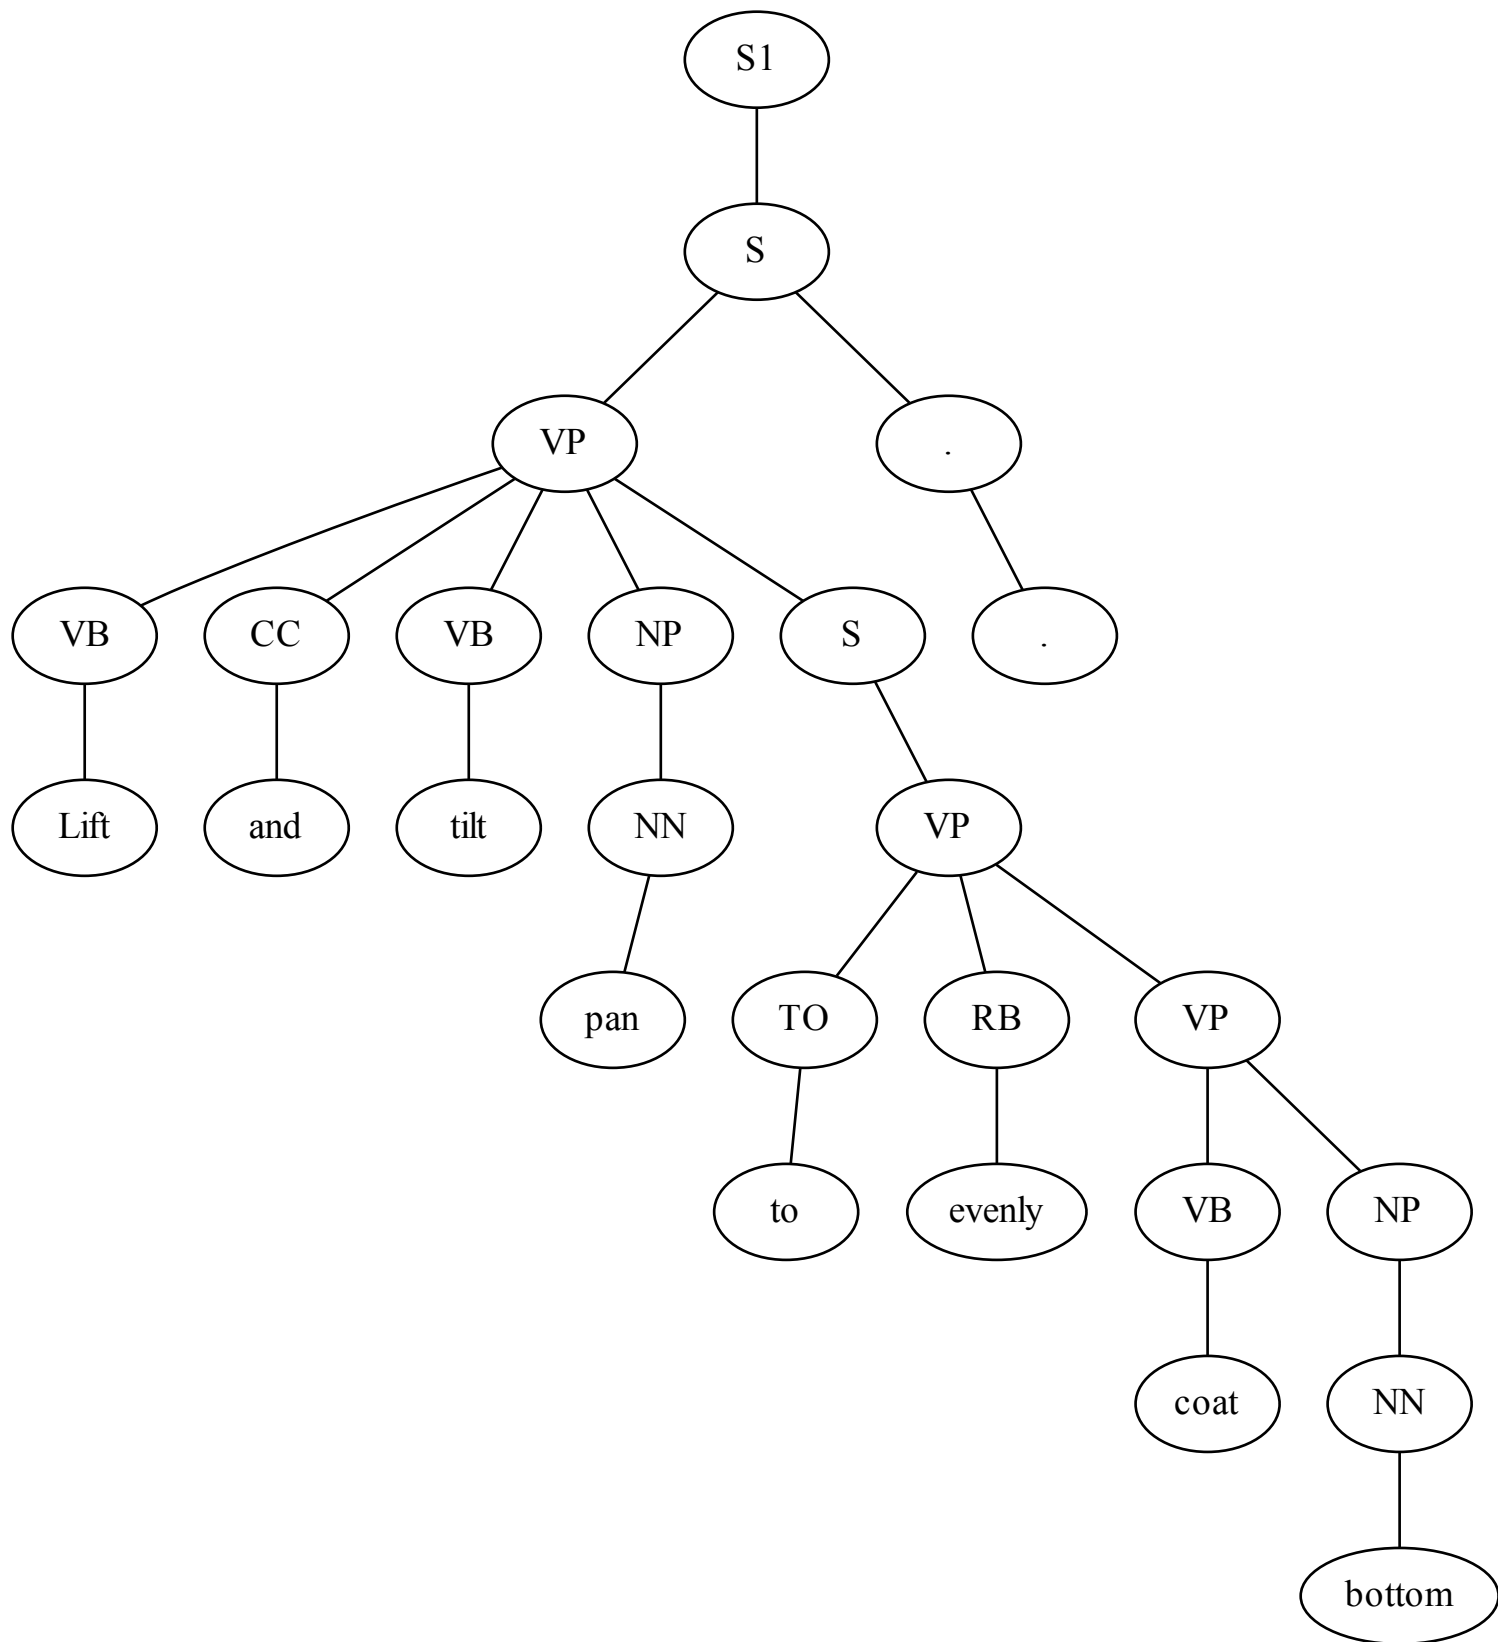 S1
S
VP .
VB CC VB NP S .
Lift and tilt NN VP
pan TO RB VP
to evenly VB NP
coat NN
bottom